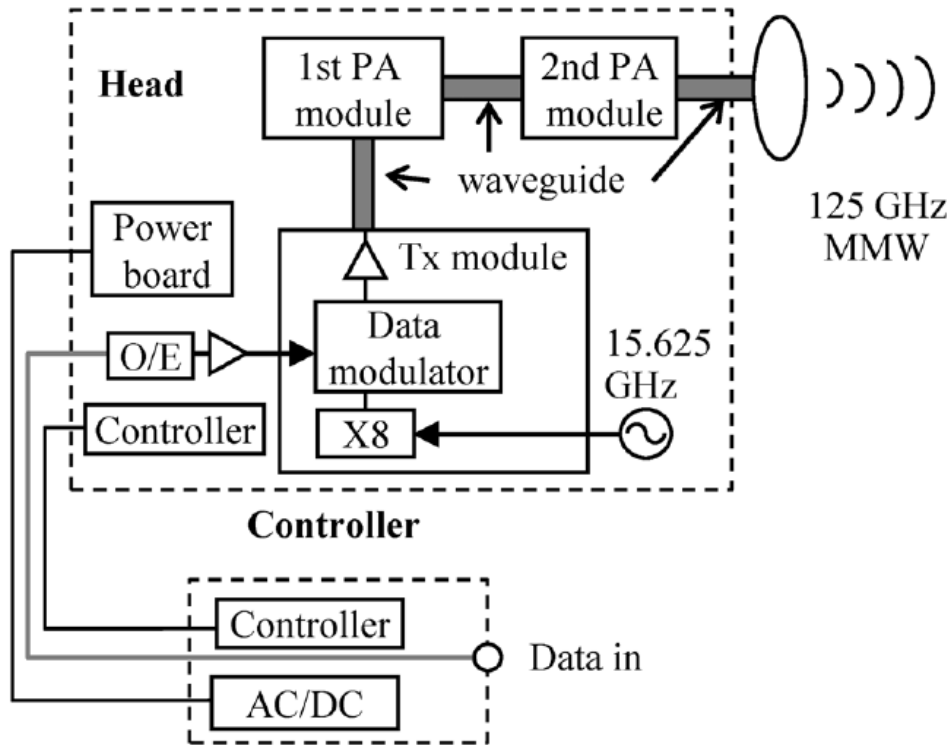 Head
1st PA
module
2nd PA
module
waveguide
125 GHz
MMW
Power
board
Tx module
Data
modulator
O/E
15.625
GHz
Controller
X8
Controller
Controller
Data in
AC/DC